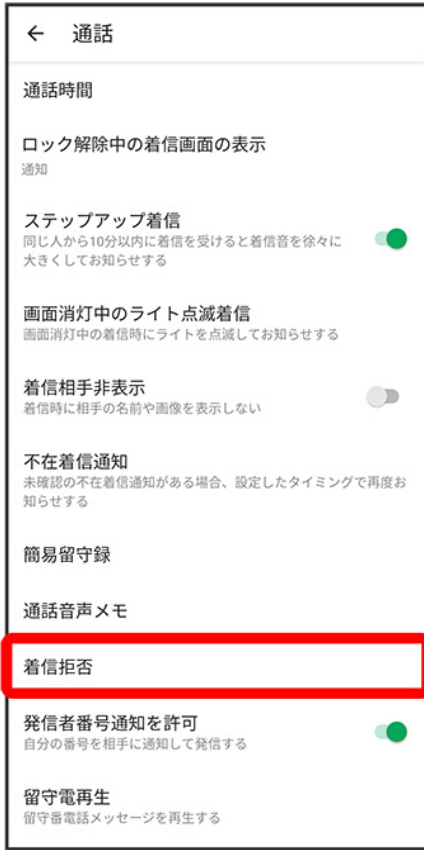 通話
通話時間
ロック解除中の着信画面の表示
通知
ステップアップ着信
同じ人から10分以内に着信を受けると着信音を徐々に
大きくしてお知らせする
画面消灯中のライト点滅着信
画面消灯中の着信時にライトを点滅してお知らせする
着信相手非表示
着信時に相手の名前や画像を表示しない
不在着信通知
未確認の不在着信通知がある場合、設定したタイミングで再度お
知らせする
簡易留守録
通話音声メモ
着信拒否
発信者番号通知を許可
自分の番号を相手に通知して発信する
留守電再生
留守番電話メッセージを再生する